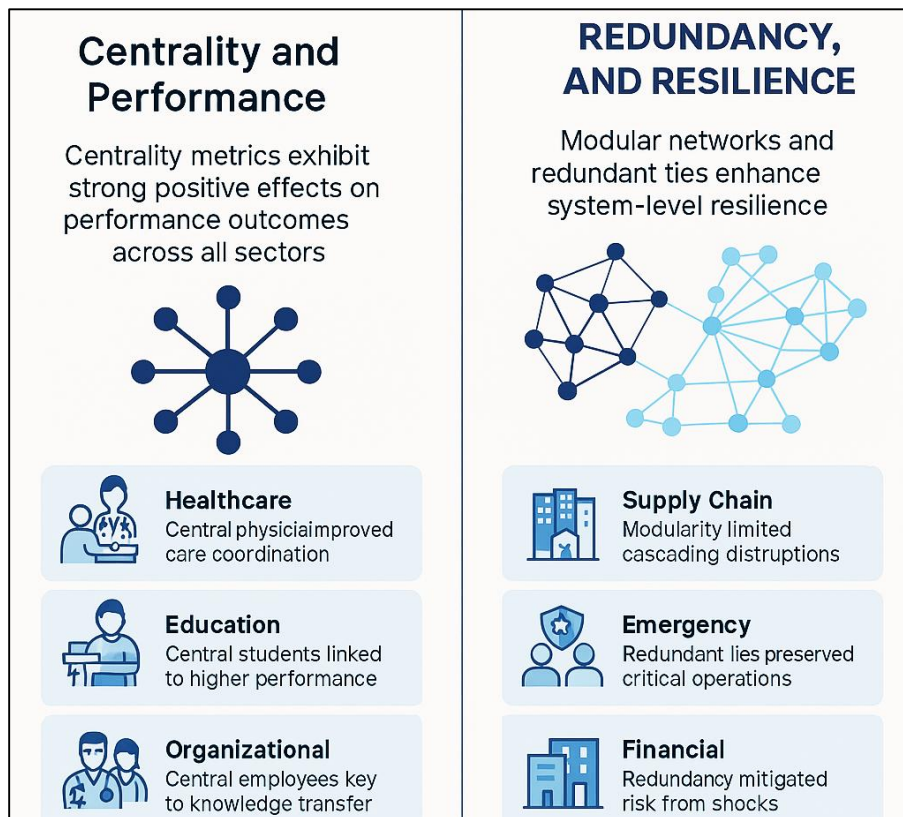 Centrality and
Performance
Centrality metrics exhibit
strong positive effects on
performance outcomes
across all sectors
Healthcare
Central physiciaimproved
care coordination
Education
Central students linked
to higher performance
Organizational
Central employees key
to knowledge transfer
REDUNDANCY,
AND RESILIENCE
Modular networks and
redundant ties enhance
system-level resilience
Supply Chain
Modularity limited
cascading distruptions
Emergency
Redundant lies preserved
critical operations
Financial
Redundancy mitigated
risk from shocks